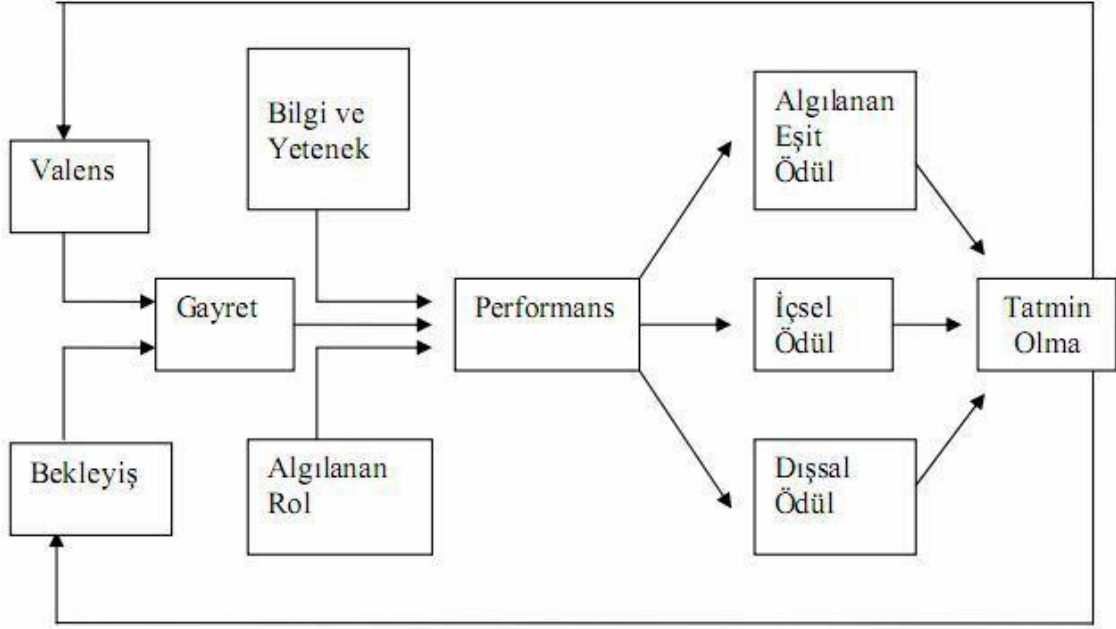 Valens
Bilgi ve
Yetenek
Gayret
Bekleyiş
Algılanan
Rol
Performans
Algılanan
Eşit
Ödül
İçsel
Ödül
Dışsal
Ödül
Tatmin
Olma